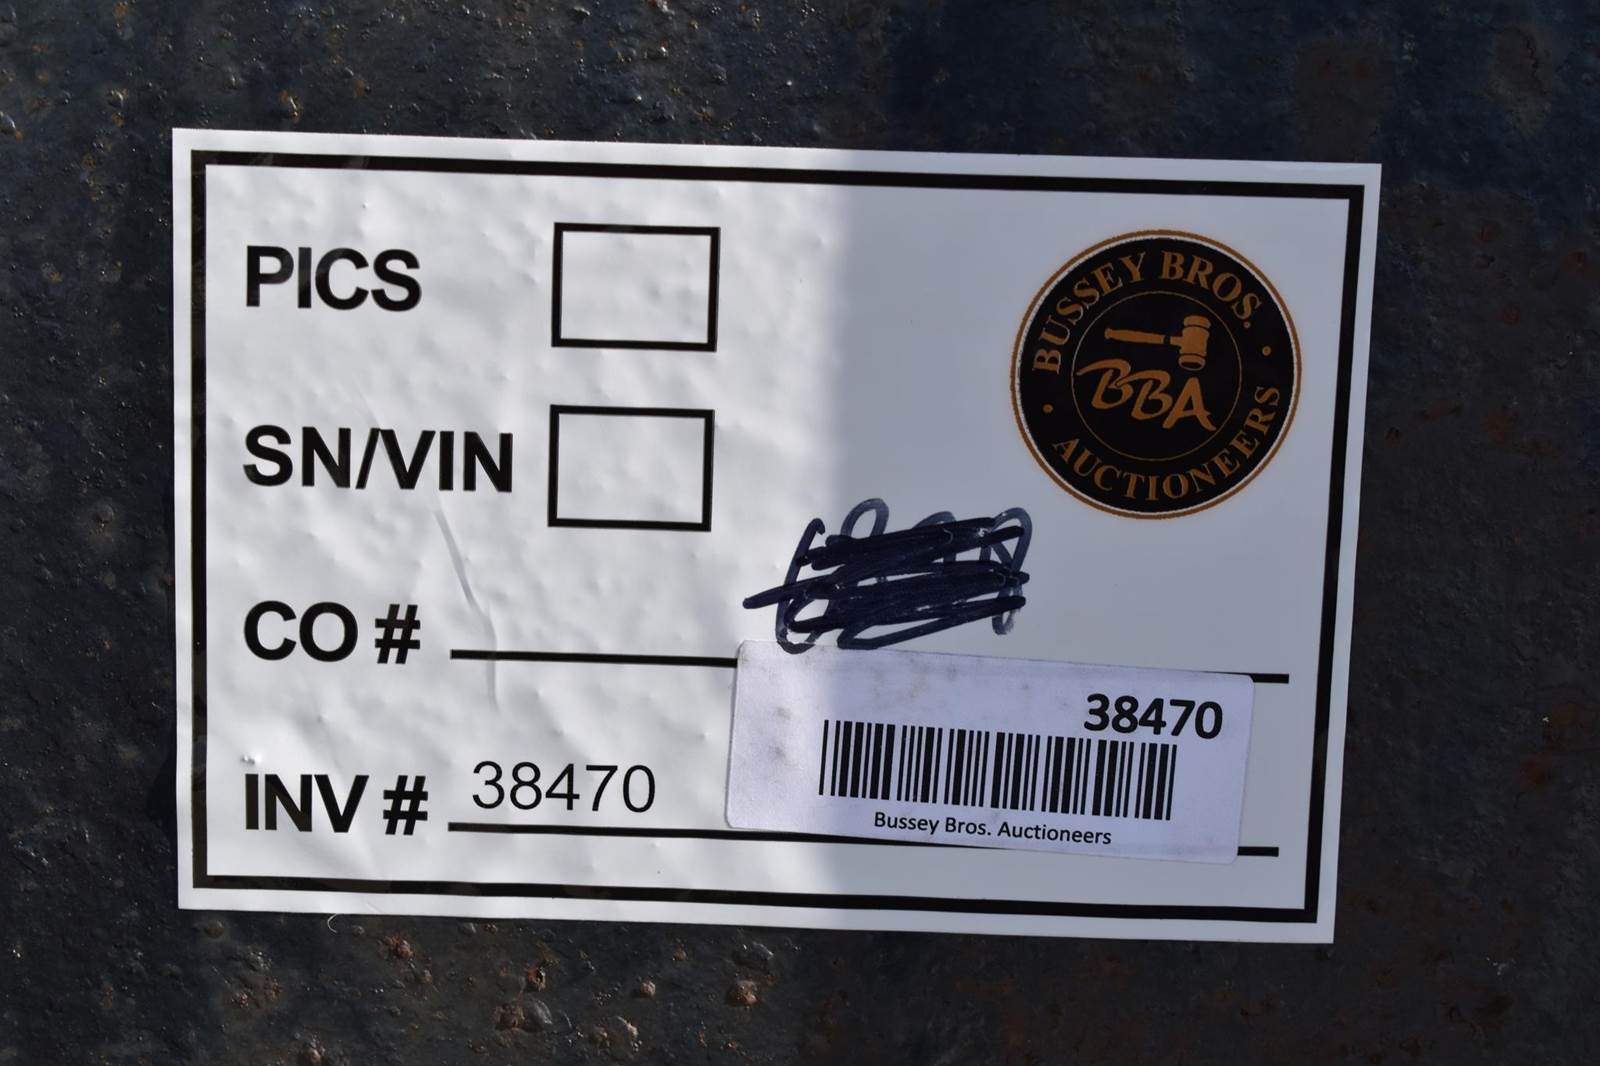 PICS
BUSSEY BROS.
BBA
AUCTIONEERS
SN/VIN
CO #
38470
INV # 38470
Bussey Bros. Auctioneers